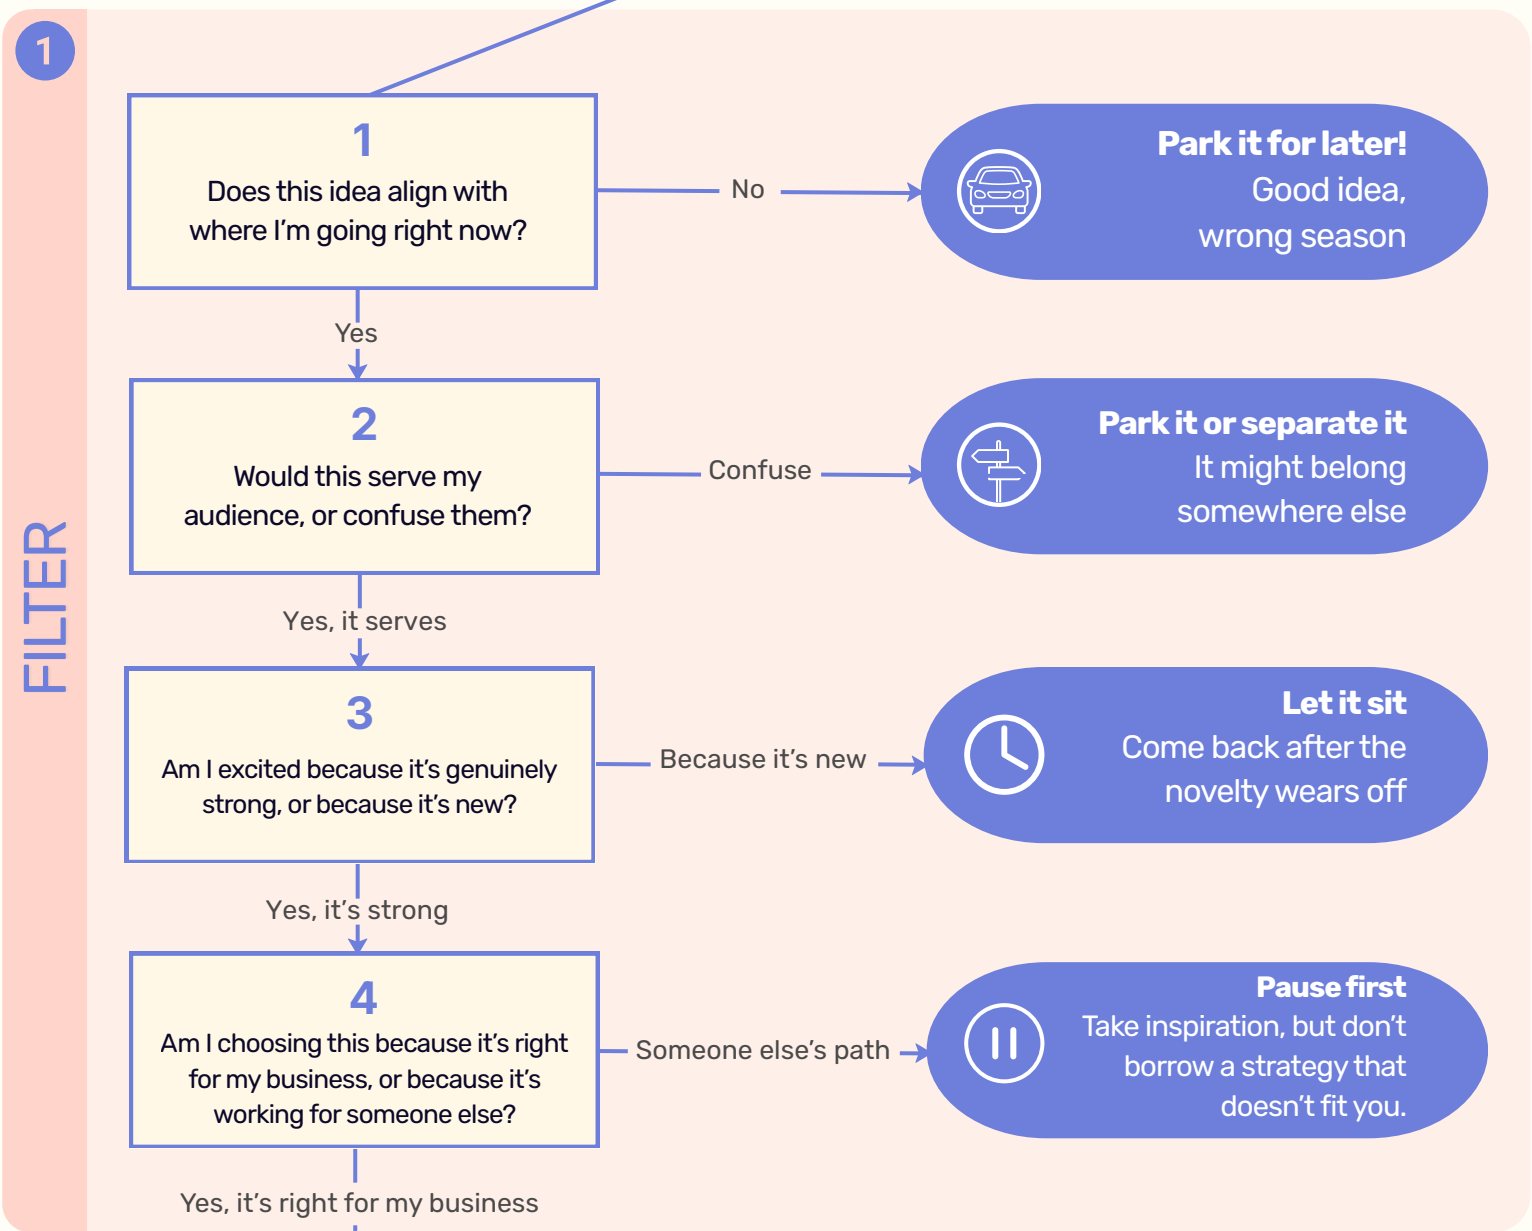 1
FILTER
1
Does this idea align with
where I'm going right now?
No
Park it for later!
Good idea,
wrong season
Yes
2
Would this serve my
audience, or confuse them?
Confuse
Park it or separate it
It might belong
somewhere else
Yes, it serves
3
Am I excited because it's genuinely
strong, or because it's new?
Because it's new
Let it sit
Come back after the
novelty wears off
Yes, it's strong
4
Am I choosing this because it's right
for my business, or because it's
working for someone else?
Someone else's path
Pause first
Take inspiration, but don't
borrow a strategy that
doesn't fit you.
Yes, it's right for my business